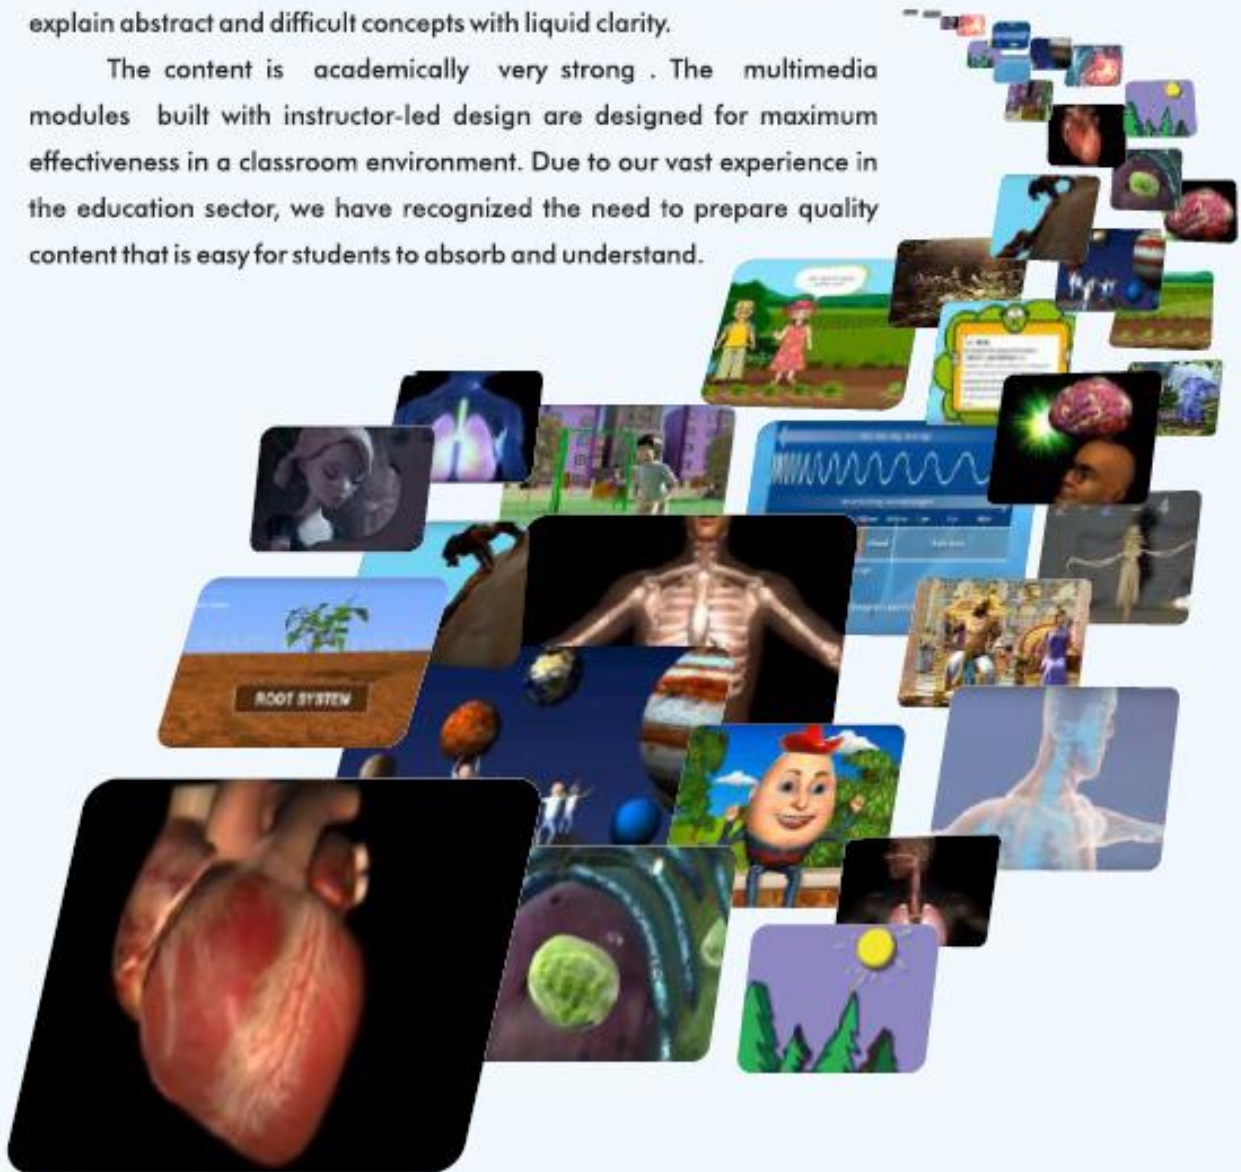 explain abstract and difficult concepts with liquid clarity.
The content is academically very strong . The multimedia
modules built with instructor-led design are designed for maximum
effectiveness in a classroom environment. Due to our vast experience in
the education sector, we have recognized the need to prepare quality
content that is easy for students to absorb and understand.
ROOT SYSTEM